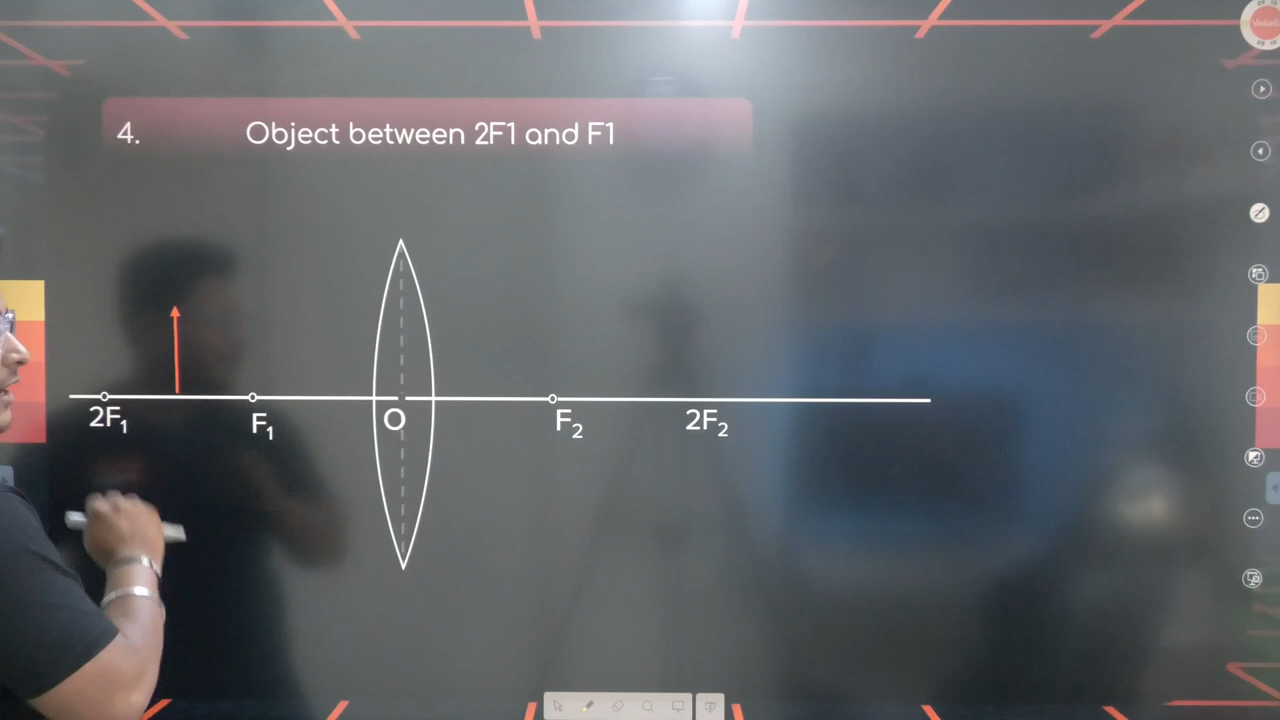 4. Object between 2F1 and F1
2F₁ F₁ O F₂ 2F₂